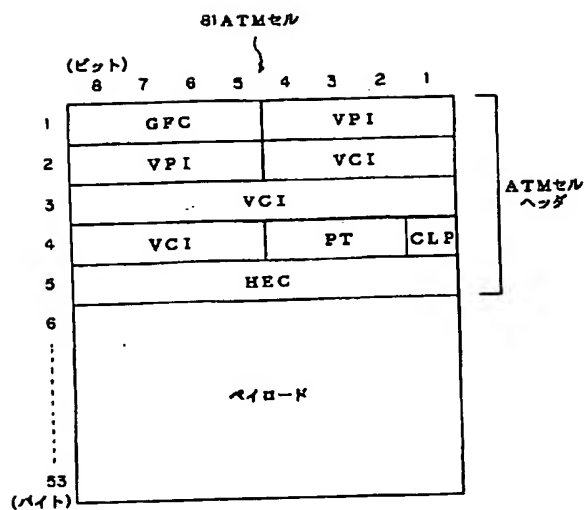 81ATMセル
(ビット)
8 7 6 5 4 3 2 1
1 GFC VPI
2 VPI VCI
3 VCI
4 VCI PT CLP
5 HEC
ATMセル
ヘッダ
6
ペイロード
53
(バイト)